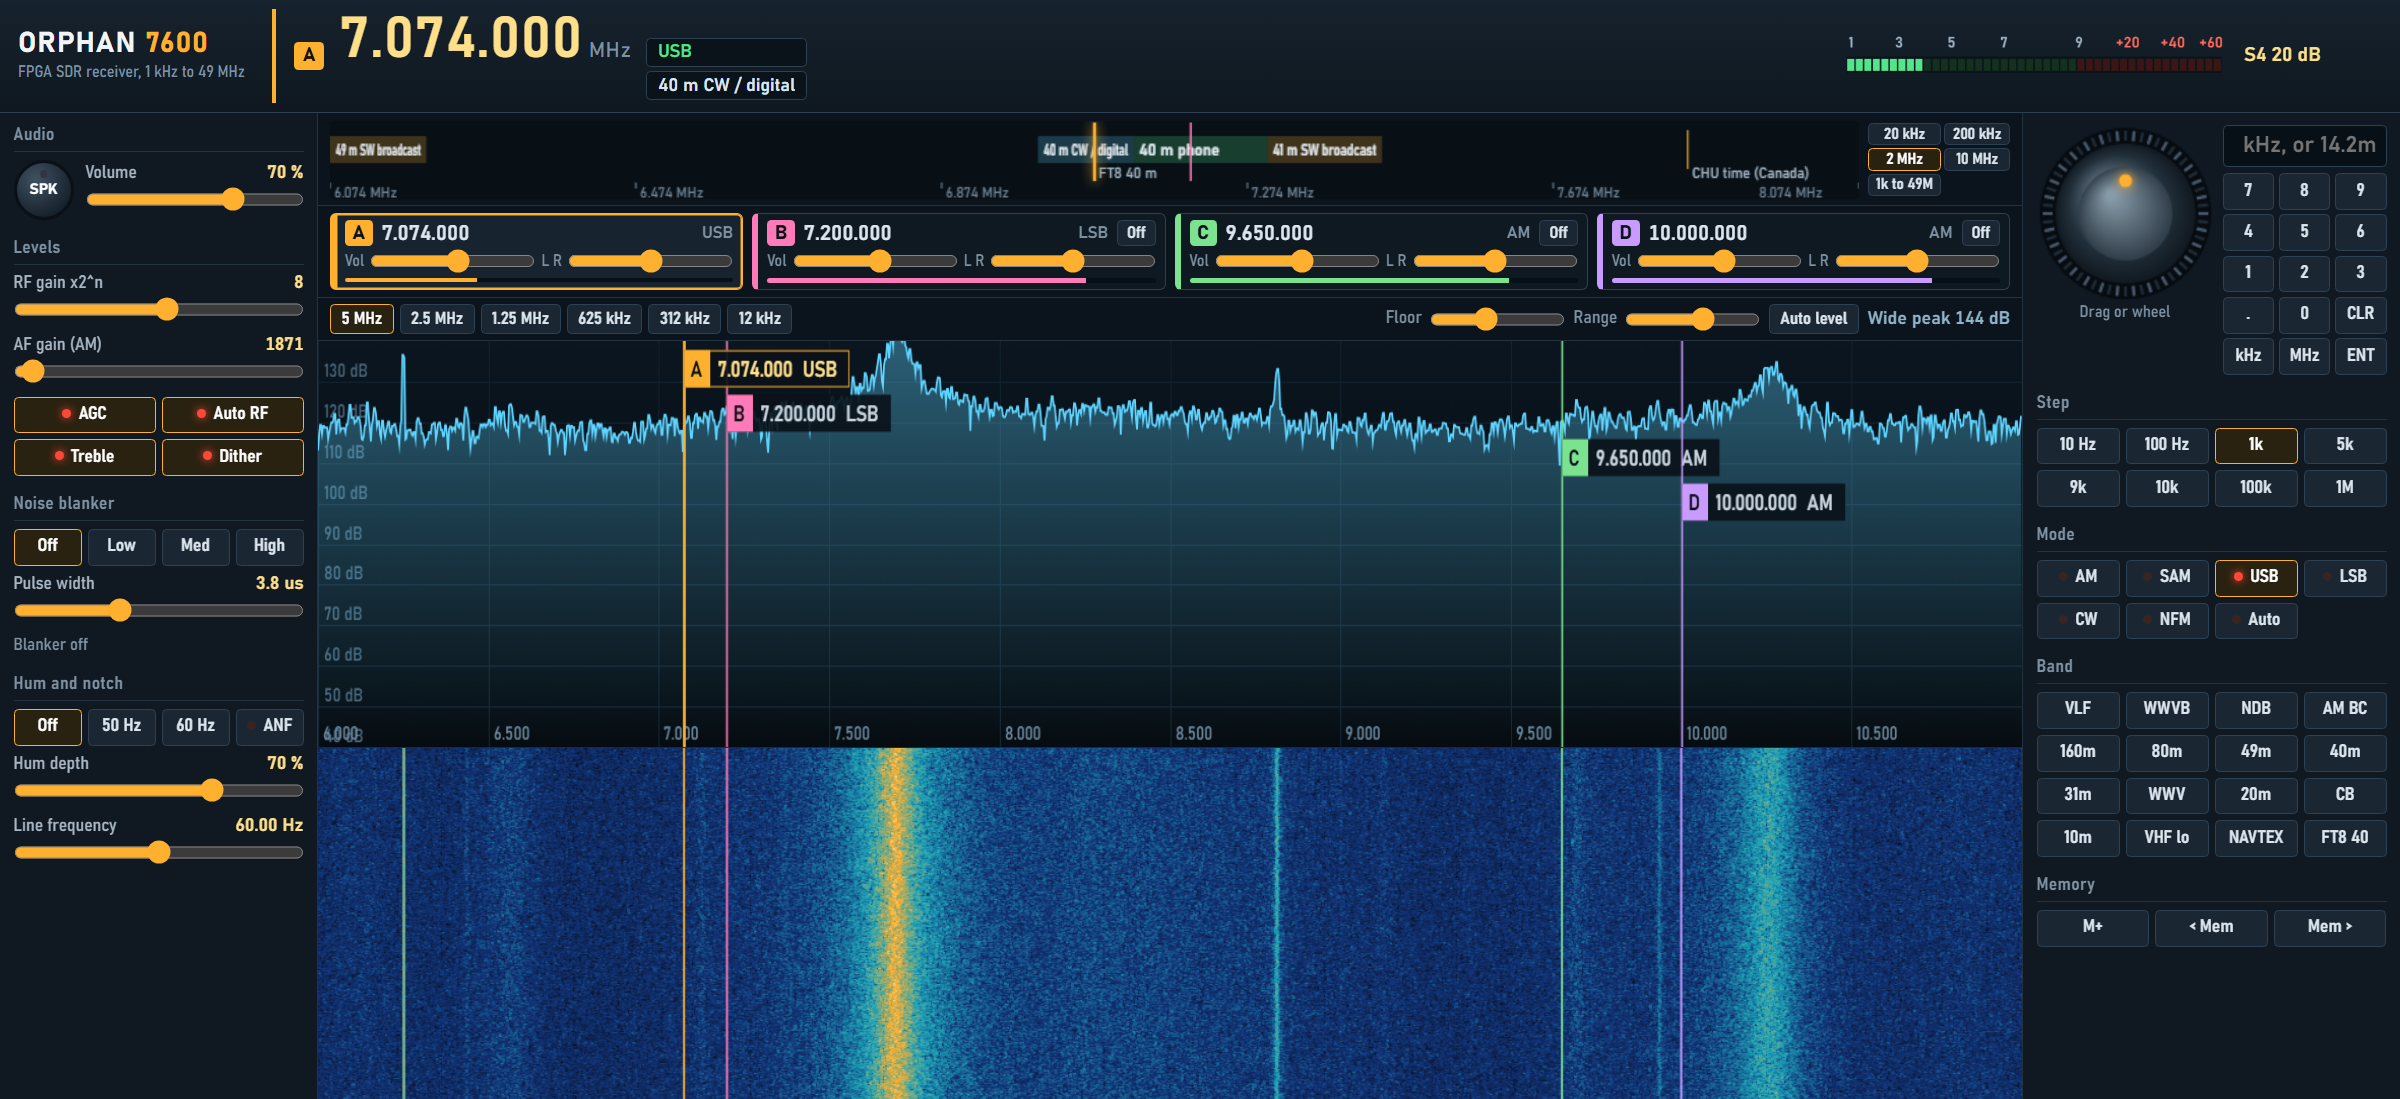 ORPHAN 7600
FPGA SDR receiver, 1 kHz to 49 MHz
A 7.074.000 MHz
USB
40 m CW / digital
1 3 5 7 9 +20 +40 +60
S4 20 dB
Audio
SPK
Volume 70 %
Levels
RF gain x2^n 8
AF gain (AM) 1871
AGC Auto RF
Treble Dither
Noise blanker
Off Low Med High
Pulse width 3.8 us
Blanker off
Hum and notch
Off 50 Hz 60 Hz ANF
Hum depth 70 %
Line frequency 60.00 Hz
49 m SW broadcast 40 m CW / digital 40 m phone 41 m SW broadcast
FT8 40 m CHU time (Canada)
6.074 MHz 6.474 MHz 6.874 MHz 7.274 MHz 7.674 MHz 8.074 MHz
20 kHz 200 kHz
2 MHz 10 MHz
1k to 49M
A 7.074.000 USB
Vol L R
B 7.200.000 LSB Off
Vol L R
C 9.650.000 AM Off
Vol L R
D 10.000.000 AM Off
Vol L R
5 MHz 2.5 MHz 1.25 MHz 625 kHz 312 kHz 12 kHz
Floor Range Auto level Wide peak 144 dB
130 dB
120 dB
110 dB
100 dB
90 dB
80 dB
70 dB
60 dB
50 dB
40 dB
A 7.074.000 USB
B 7.200.000 LSB
C 9.650.000 AM
D 10.000.000 AM
6.000 6.500 7.000 7.500 8.000 8.500 9.000 9.500 10.000 10.500
Drag or wheel
kHz, or 14.2m
7 8 9
4 5 6
1 2 3
. 0 CLR
kHz MHz ENT
Step
10 Hz 100 Hz 1k 5k
9k 10k 100k 1M
Mode
AM SAM USB LSB
CW NFM Auto
Band
VLF WWVB NDB AM BC
160m 80m 49m 40m
31m WWV 20m CB
10m VHF lo NAVTEX FT8 40
Memory
M+ < Mem Mem >